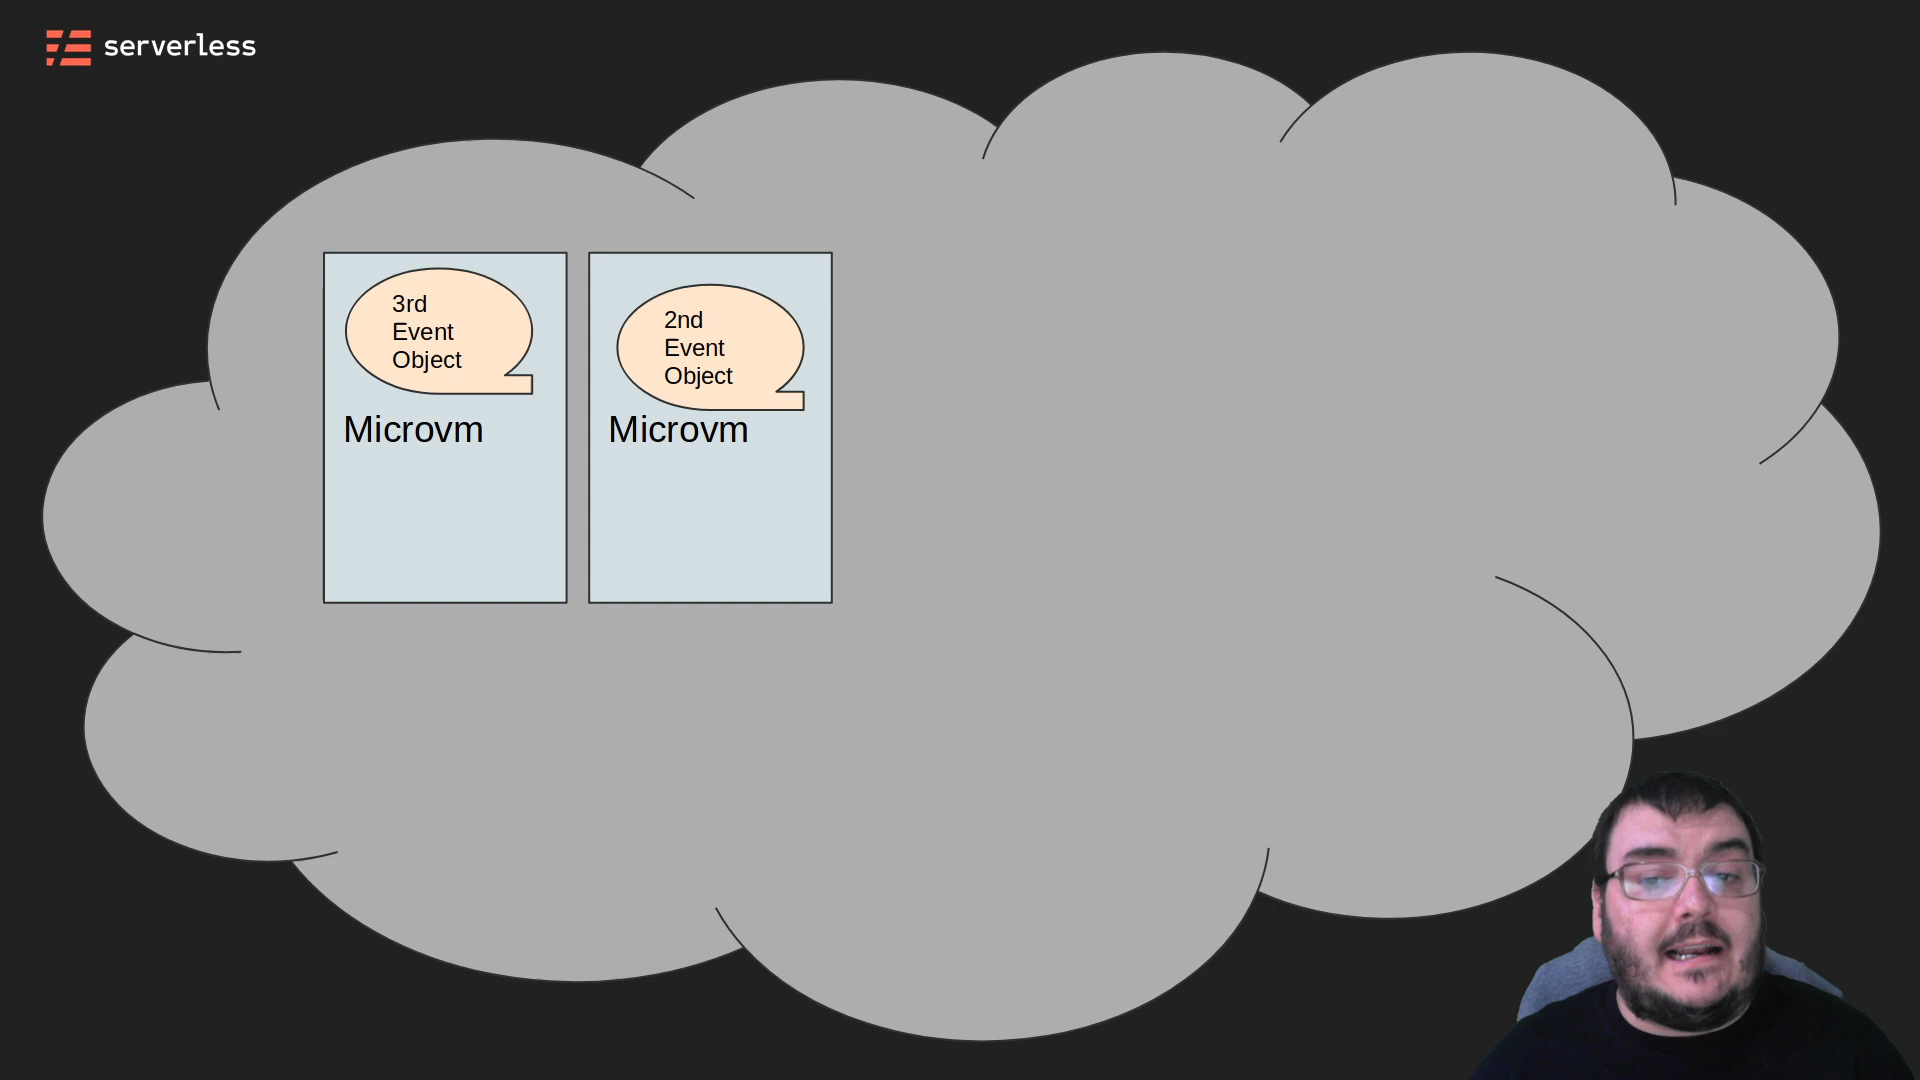 serverless
3rd
Event
Object
Microvm
2nd
Event
Object
Microvm